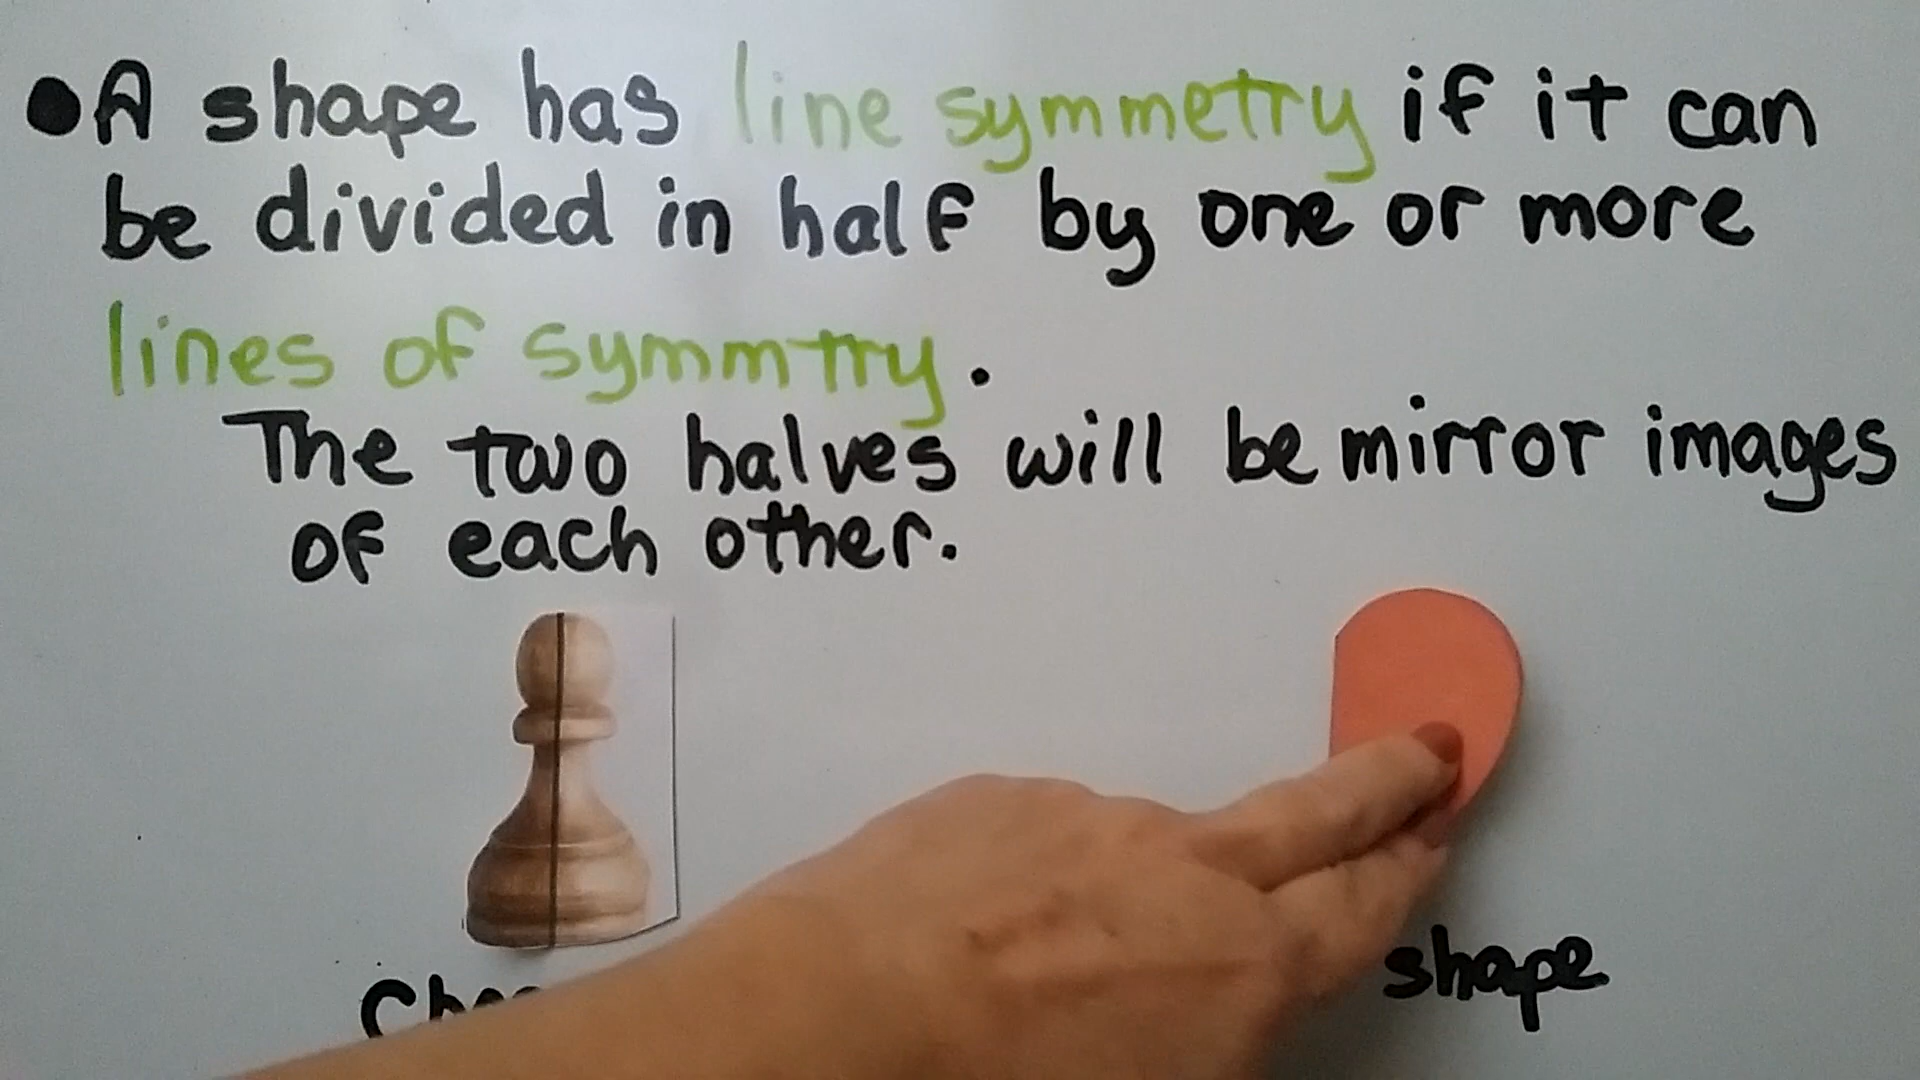 •A shape has line symmetry if it can
be divided in half by one or more
lines of symmtry.
The two halves will be mirror images
of each other.
shape